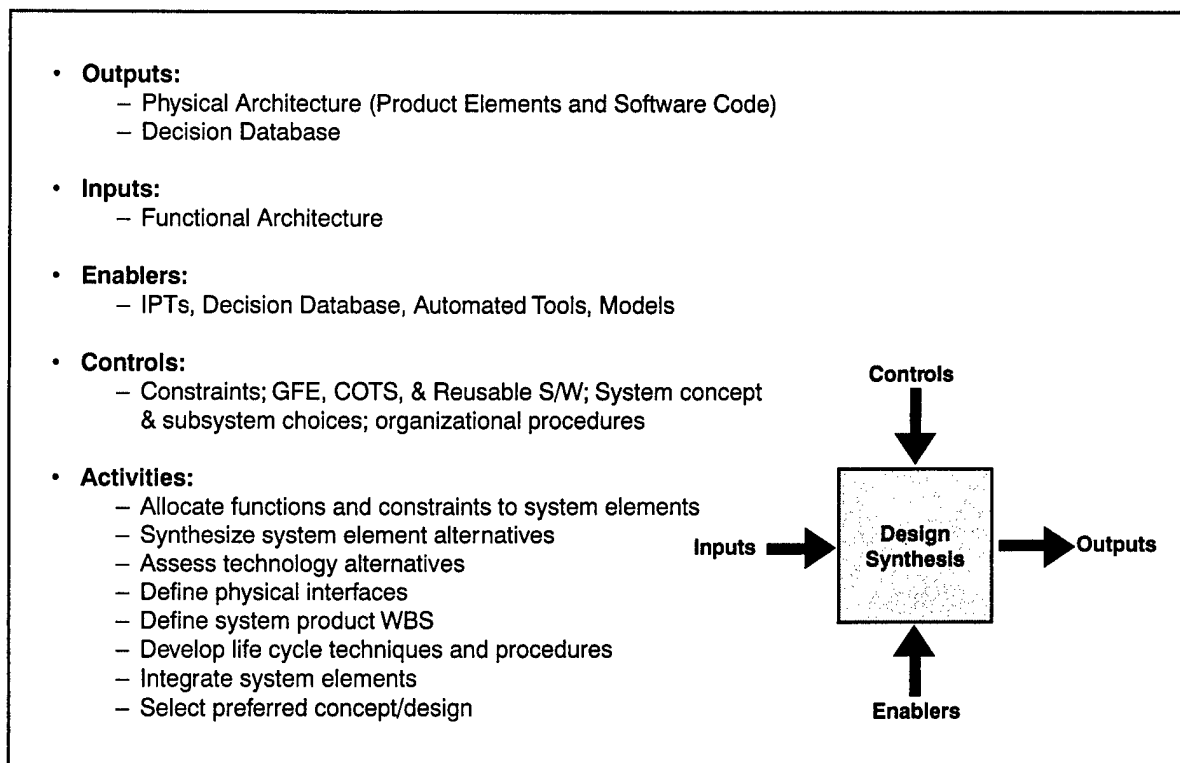 • Outputs:
– Physical Architecture (Product Elements and Software Code)
– Decision Database
• Inputs:
– Functional Architecture
• Enablers:
– IPTs, Decision Database, Automated Tools, Models
• Controls:
– Constraints; GFE, COTS, & Reusable S/W; System concept
& subsystem choices; organizational procedures
• Activities:
– Allocate functions and constraints to system elements
– Synthesize system element alternatives
– Assess technology alternatives
– Define physical interfaces
– Define system product WBS
– Develop life cycle techniques and procedures
– Integrate system elements
– Select preferred concept/design
Controls
Inputs
Design
Synthesis
Outputs
Enablers